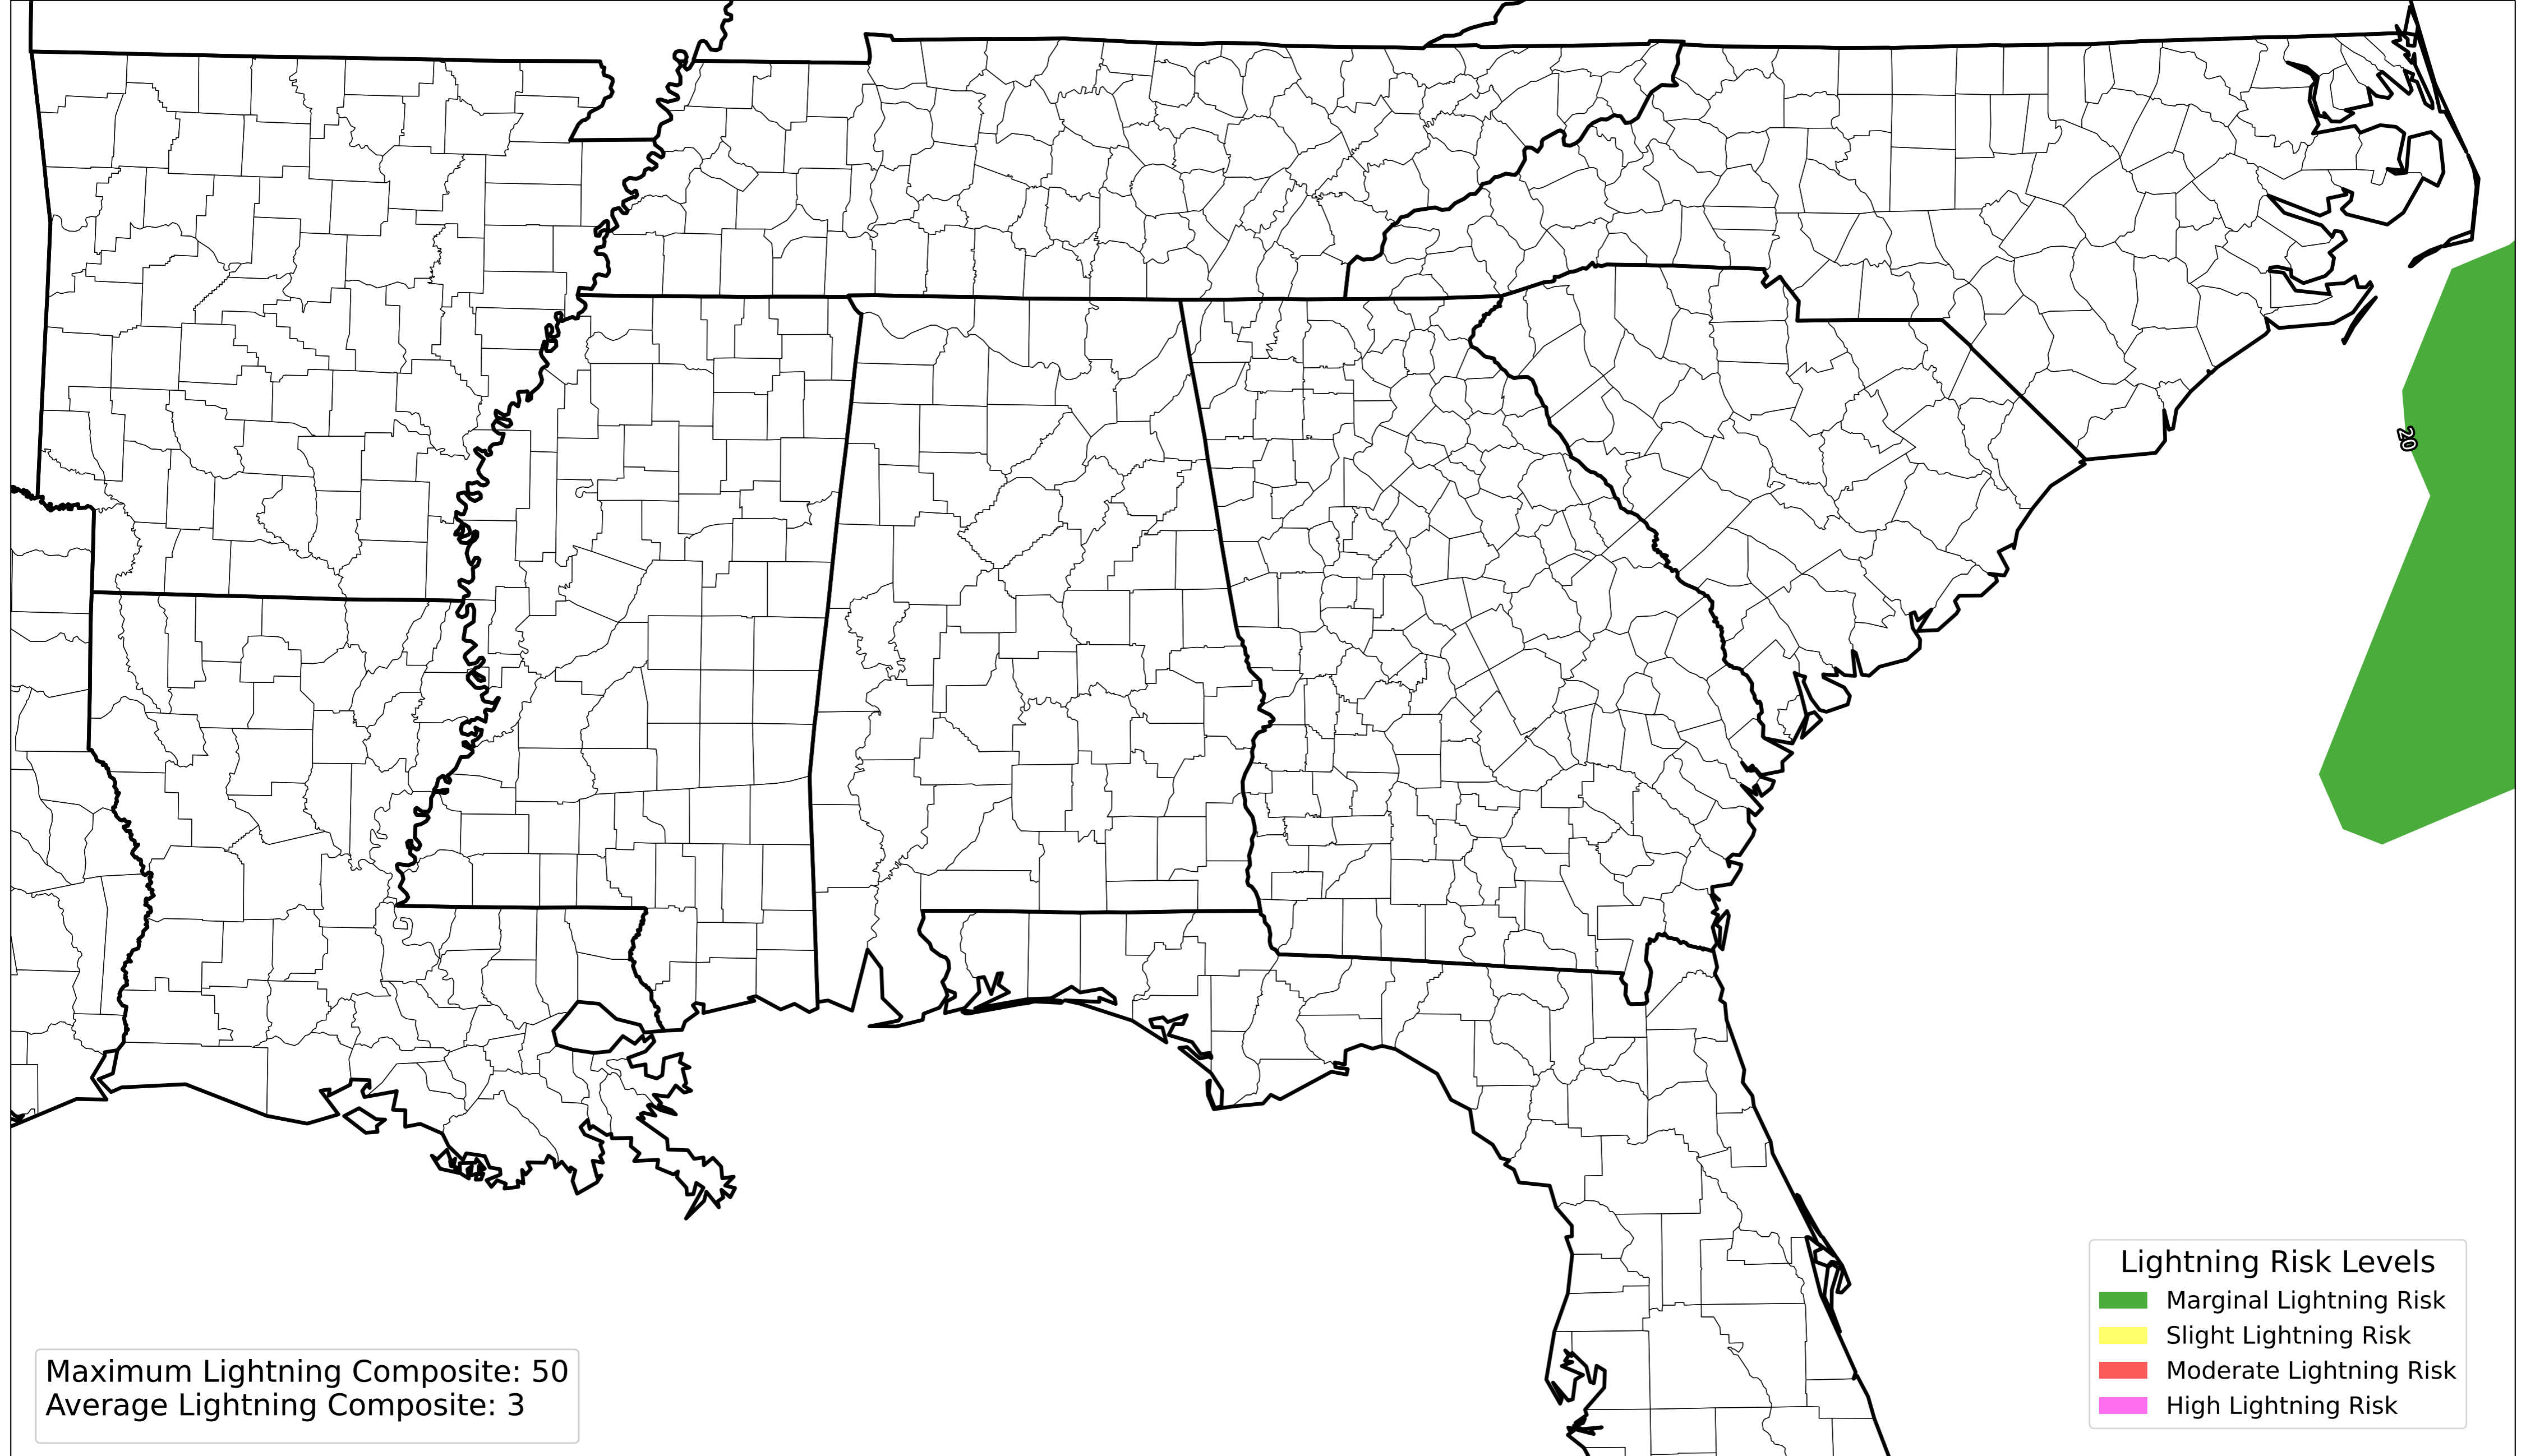 20
Lightning Risk Levels
Marginal Lightning Risk
Slight Lightning Risk
Moderate Lightning Risk
High Lightning Risk
Maximum Lightning Composite: 50
Average Lightning Composite: 3